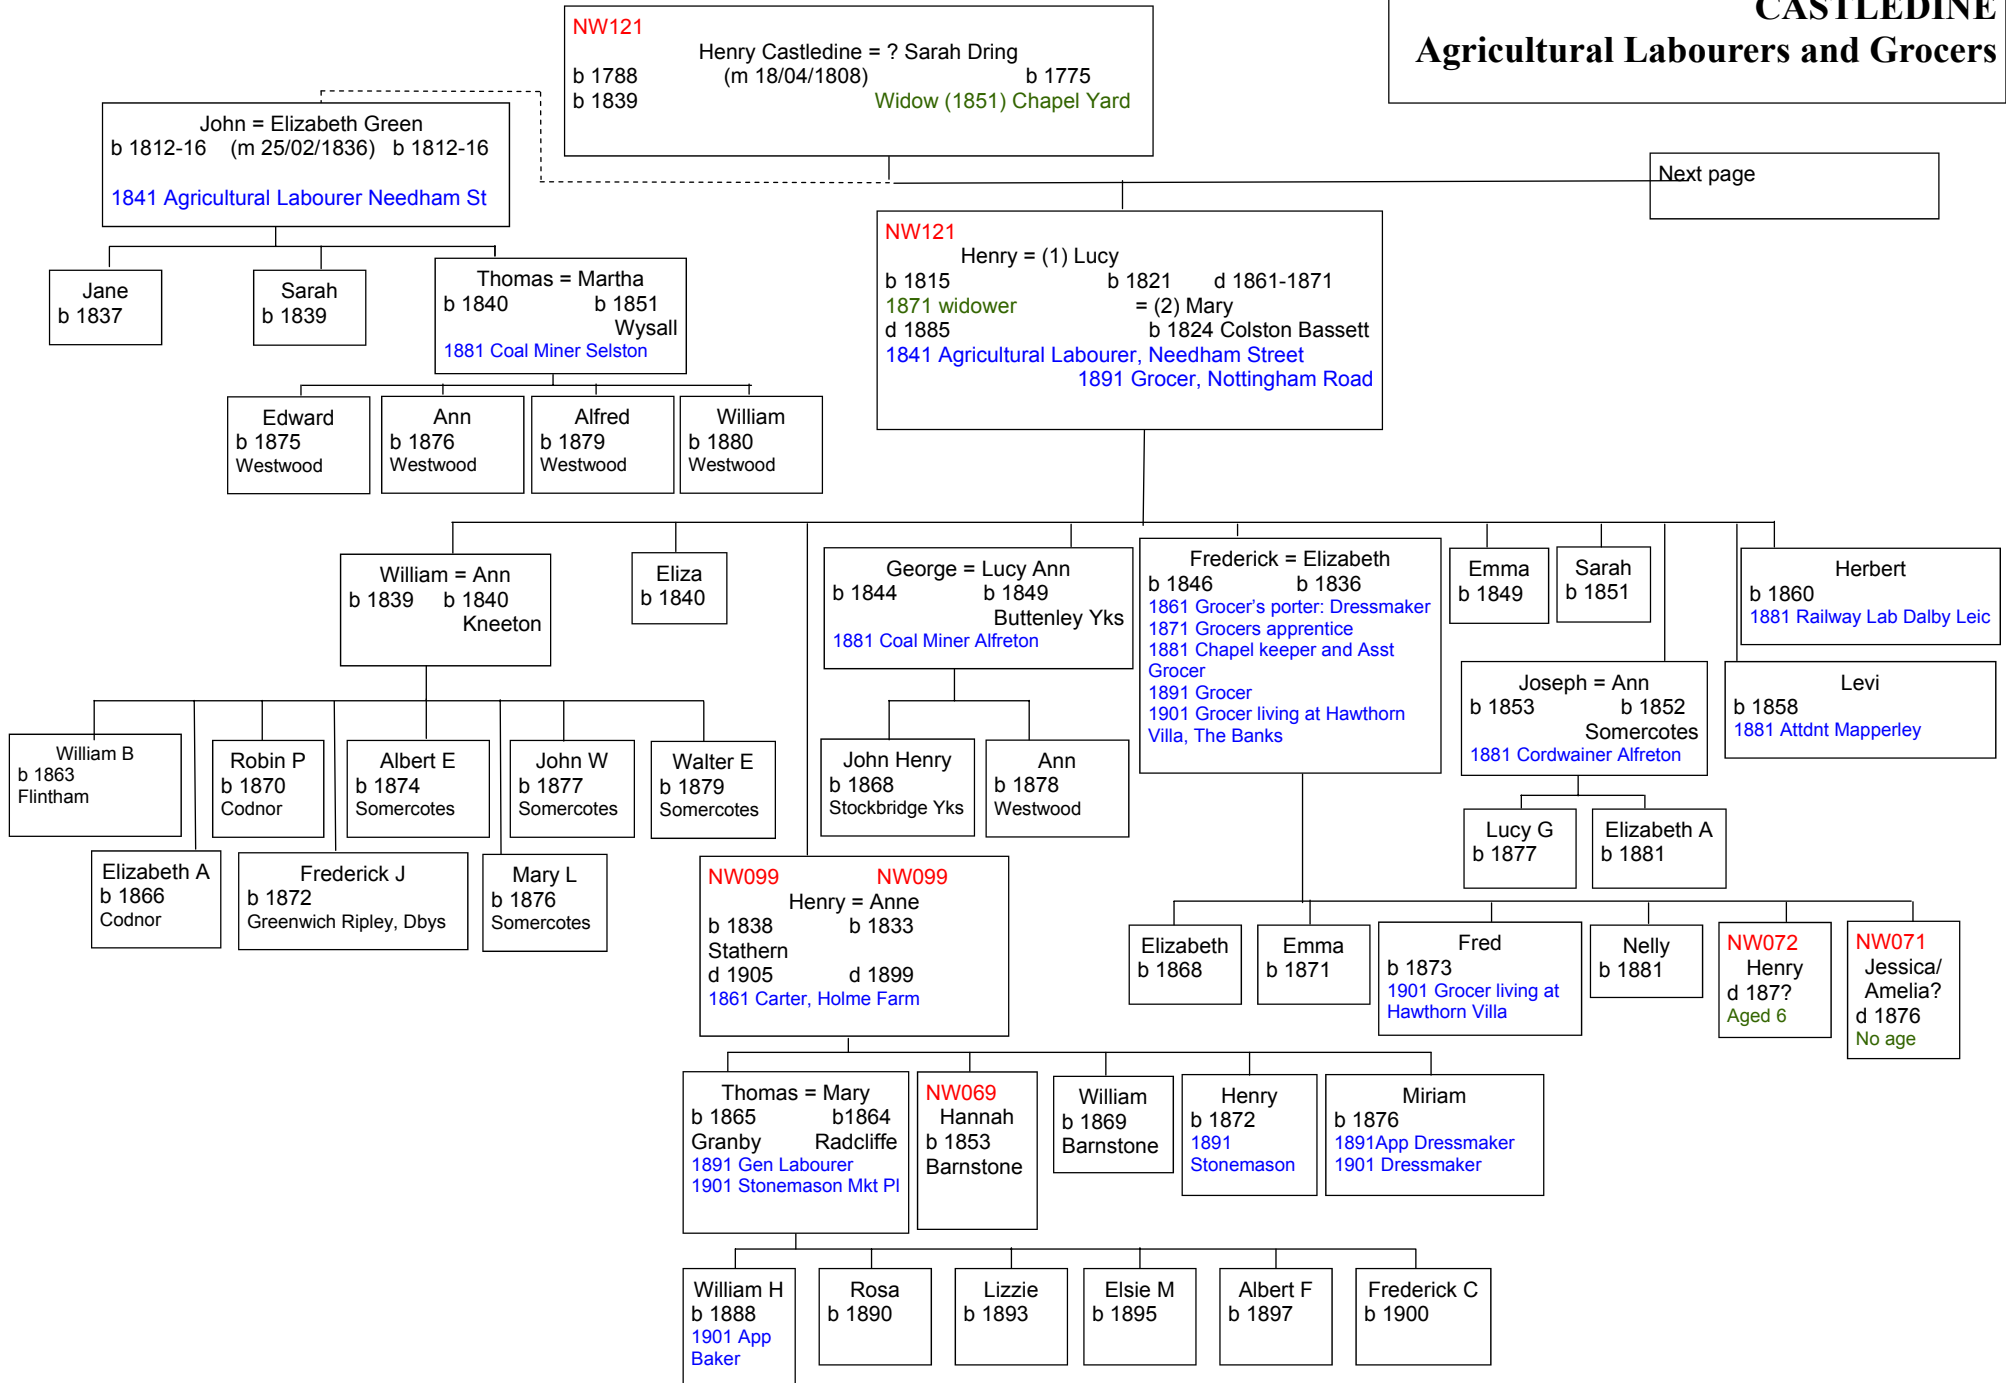 CASTLEDINE
Agricultural Labourers and Grocers
NW121
Henry Castledine = ? Sarah Dring
b 1788 (m 18/04/1808) b 1775
b 1839 Widow (1851) Chapel Yard
John = Elizabeth Green
b 1812-16 (m 25/02/1836) b 1812-16
1841 Agricultural Labourer Needham St
Next page
NW121
Henry = (1) Lucy
b 1815 b 1821 d 1861-1871
1871 widower = (2) Mary
d 1885 b 1824 Colston Bassett
1841 Agricultural Labourer, Needham Street
1891 Grocer, Nottingham Road
Jane
b 1837
Sarah
b 1839
Thomas = Martha
b 1840 b 1851
Wysall
1881 Coal Miner Selston
Edward
b 1875
Westwood
Ann
b 1876
Westwood
Alfred
b 1879
Westwood
William
b 1880
Westwood
William = Ann
b 1839 b 1840
Kneeton
Eliza
b 1840
George = Lucy Ann
b 1844 b 1849
Buttenley Yks
1881 Coal Miner Alfreton
Frederick = Elizabeth
b 1846 b 1836
1861 Grocer’s porter: Dressmaker
1871 Grocers apprentice
1881 Chapel keeper and Asst
Grocer
1891 Grocer
1901 Grocer living at Hawthorn
Villa, The Banks
Emma
b 1849
Sarah
b 1851
Herbert
b 1860
1881 Railway Lab Dalby Leic
Joseph = Ann
b 1853 b 1852
Somercotes
1881 Cordwainer Alfreton
Levi
b 1858
1881 Attdnt Mapperley
William B
b 1863
Flintham
Robin P
b 1870
Codnor
Albert E
b 1874
Somercotes
John W
b 1877
Somercotes
Walter E
b 1879
Somercotes
John Henry
b 1868
Stockbridge Yks
Ann
b 1878
Westwood
Lucy G
b 1877
Elizabeth A
b 1881
Elizabeth A
b 1866
Codnor
Frederick J
b 1872
Greenwich Ripley, Dbys
Mary L
b 1876
Somercotes
NW099 NW099
Henry = Anne
b 1838 b 1833
Stathern
d 1905 d 1899
1861 Carter, Holme Farm
Elizabeth
b 1868
Emma
b 1871
Fred
b 1873
1901 Grocer living at
Hawthorn Villa
Nelly
b 1881
NW072
Henry
d 187?
Aged 6
NW071
Jessica/
Amelia?
d 1876
No age
Thomas = Mary
b 1865 b1864
Granby Radcliffe
1891 Gen Labourer
1901 Stonemason Mkt Pl
NW069
Hannah
b 1853
Barnstone
William
b 1869
Barnstone
Henry
b 1872
1891
Stonemason
Miriam
b 1876
1891App Dressmaker
1901 Dressmaker
William H
b 1888
1901 App
Baker
Rosa
b 1890
Lizzie
b 1893
Elsie M
b 1895
Albert F
b 1897
Frederick C
b 1900